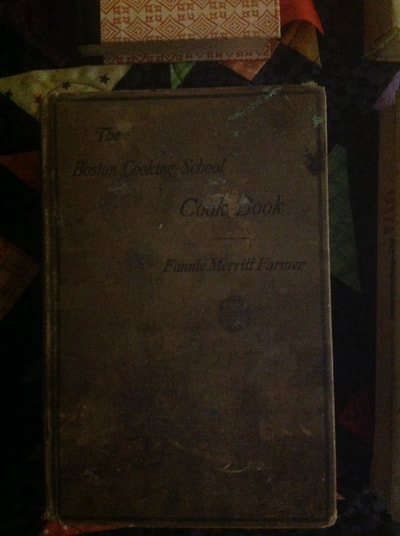 The
Boston Cooking School
Cook Book
Fannie Merritt Farmer